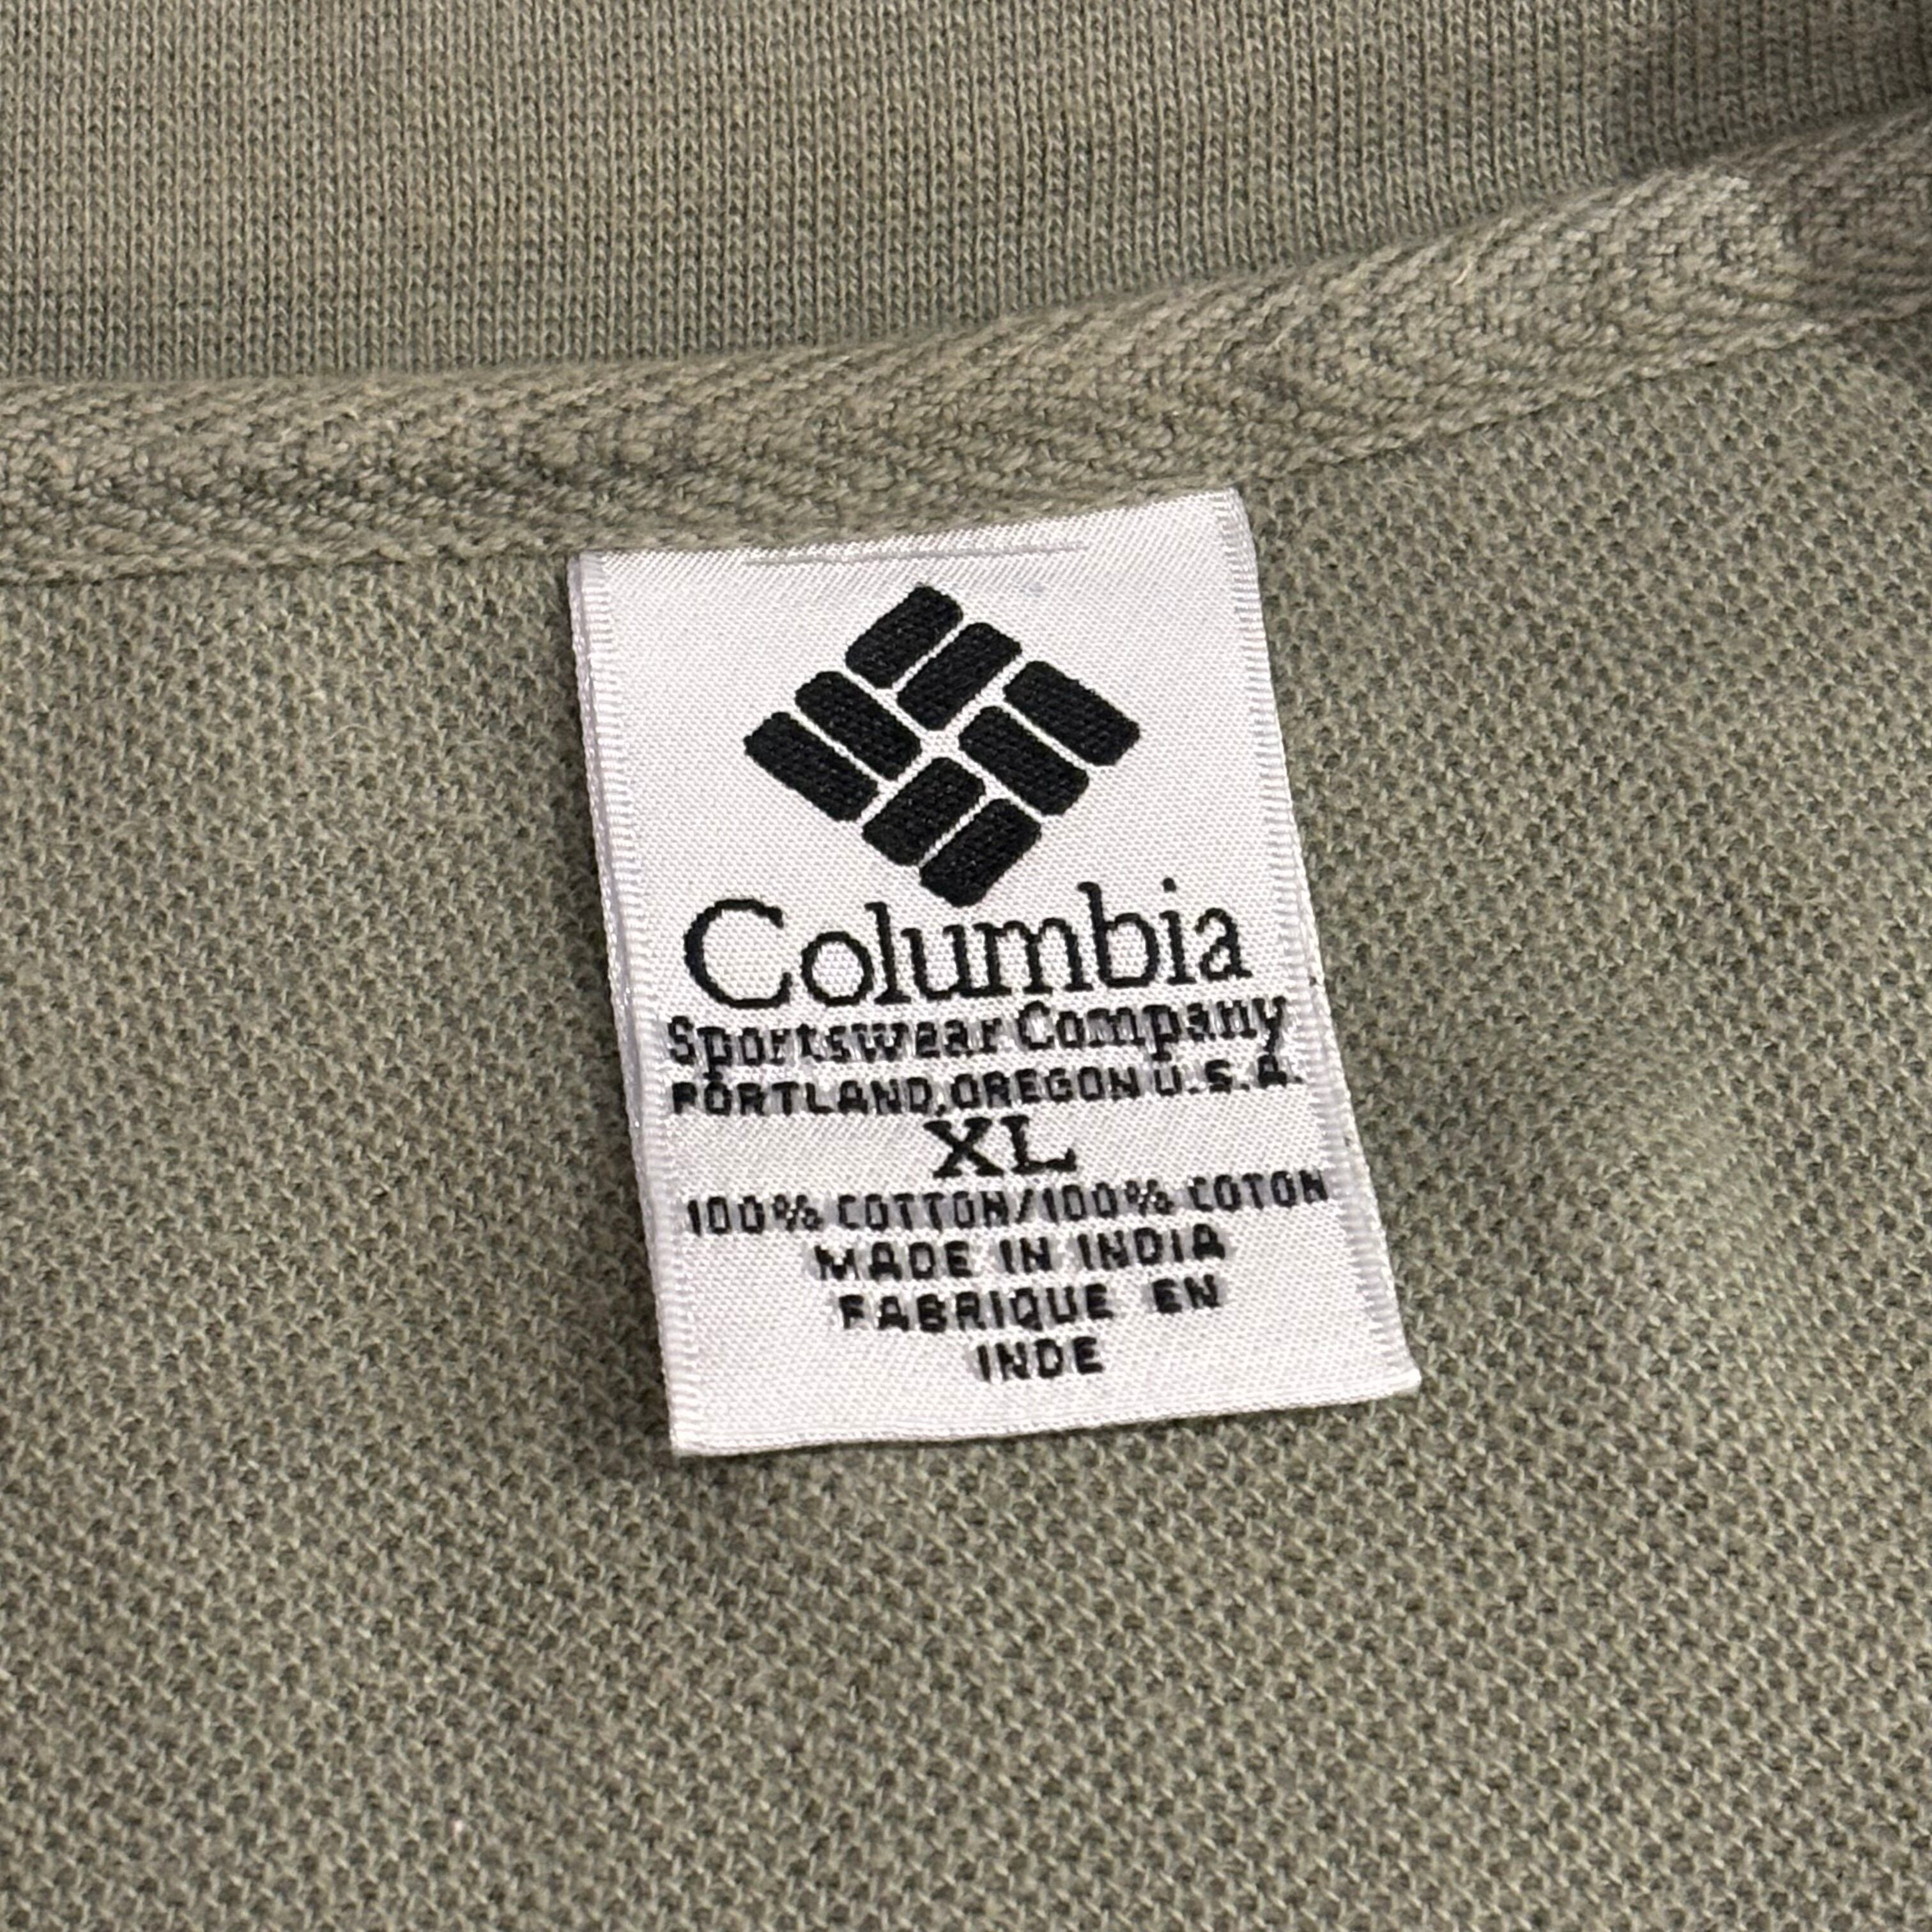 Columbia
Sportswear Company
PORTLAND, OREGON U.S.A.
XL
100% COTTON/100% COTON
MADE IN INDIA
FABRIQUE EN
INDE